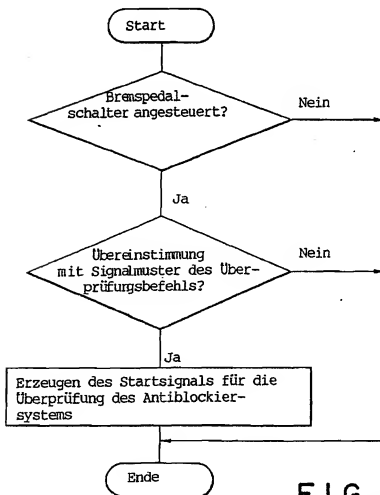 Start
Bremspedal-
schalter angesteuert?
Nein
Ja
Übereinstimmung
mit Signalmuster des Über-
prüfungsbefehls?
Nein
Ja
Erzeugen des Startsignals für die
Überprüfung des Antiblockier-
systems
Ende
FIG